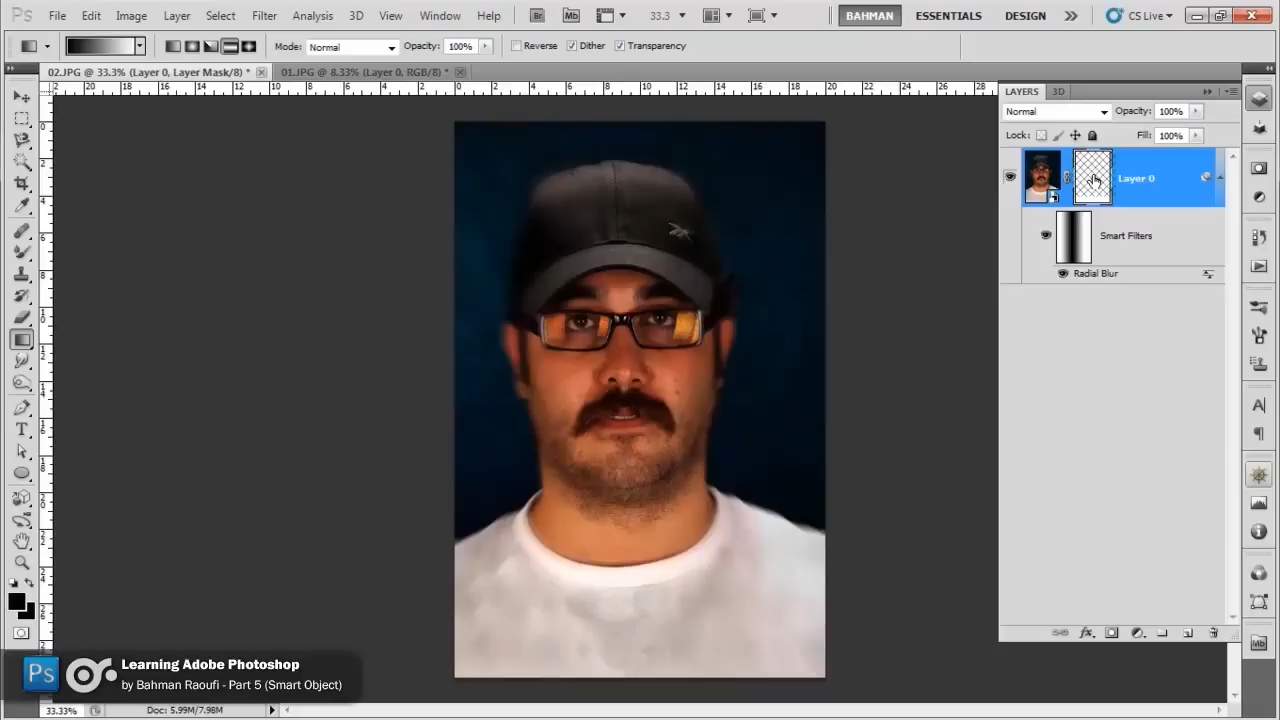 Ps File Edit Image Layer Select Filter Analysis 3D View Window Help Br Mb 33.3 BAHMAN ESSENTIALS DESIGN CS Live
Mode: Normal Opacity: 100% Reverse Dither Transparency
02.JPG @ 33.3% (Layer 0, Layer Mask/8) * 01.JPG @ 8.33% (Layer 0, RGB/8) *
LAYERS 3D
Normal Opacity: 100%
Lock: Fill: 100%
Layer 0
Smart Filters
Radial Blur
Mb
Ps
Learning Adobe Photoshop
by Bahman Raoufi - Part 5 (Smart Object)
33.33% Doc: 5.99M/7.98M